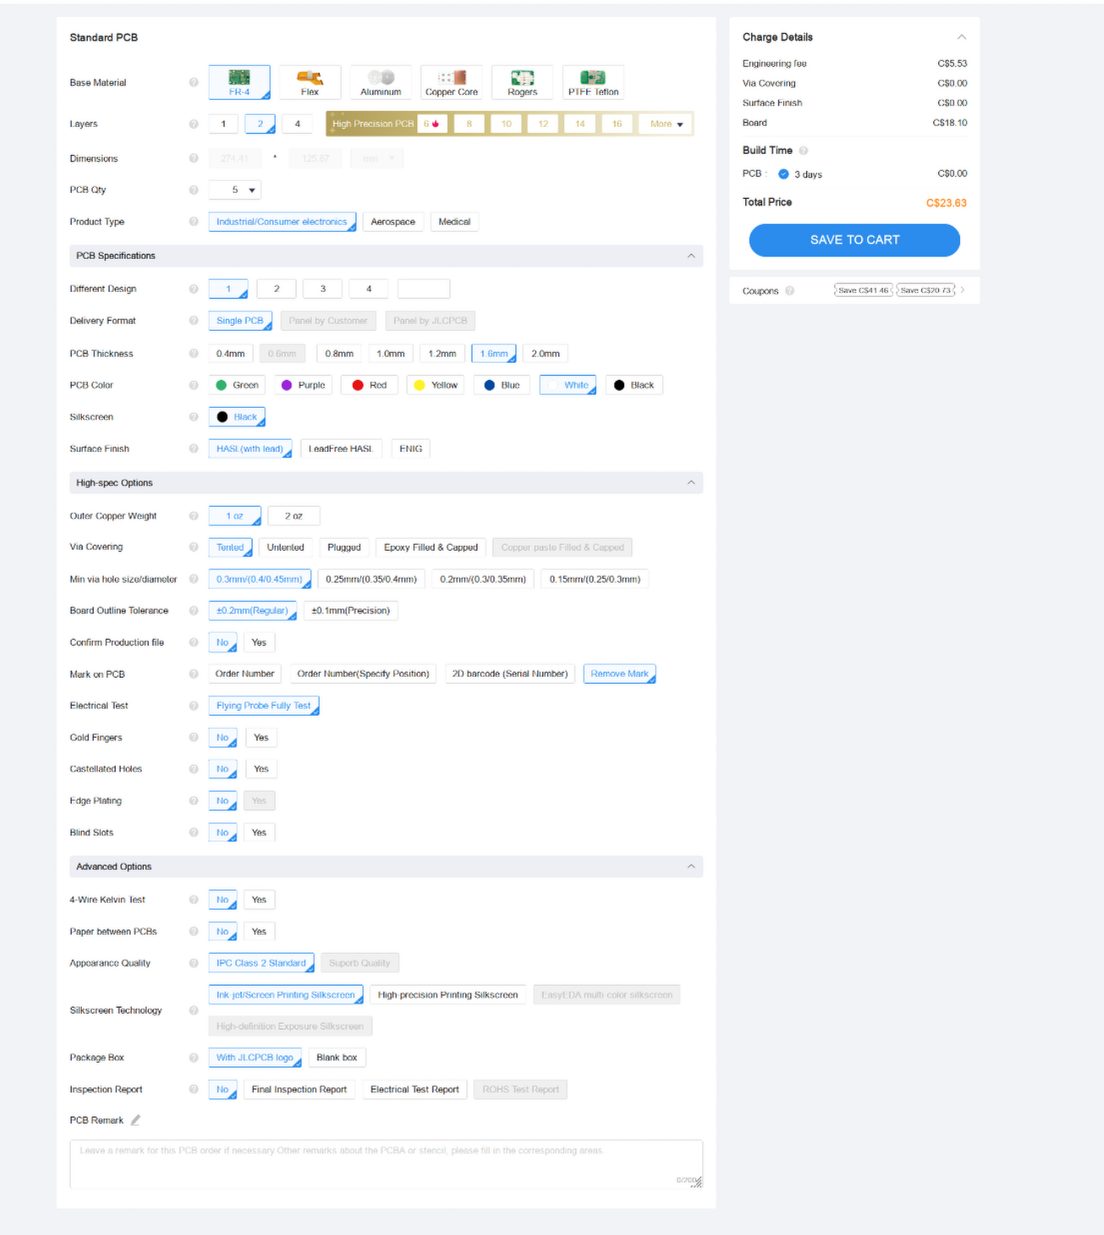 Standard PCB
Base Material FR-4 Flex Aluminum Copper Core Rogers PTFE Teflon
Layers 1 2 4 High Precision PCB 6 8 10 12 14 16 More
Dimensions 274.41 * 125.67 mm
PCB Qty 5
Product Type Industrial/Consumer electronics Aerospace Medical
PCB Specifications
Different Design 1 2 3 4
Delivery Format Single PCB Panel by Customer Panel by JLCPCB
PCB Thickness 0.4mm 0.6mm 0.8mm 1.0mm 1.2mm 1.6mm 2.0mm
PCB Color Green Purple Red Yellow Blue White Black
Silkscreen Black
Surface Finish HASL(with lead) LeadFree HASL ENIG
High-spec Options
Outer Copper Weight 1 oz 2 oz
Via Covering Tented Untented Plugged Epoxy Filled & Capped Copper paste Filled & Capped
Min via hole size/diameter 0.3mm/(0.4/0.45mm) 0.25mm/(0.35/0.4mm) 0.2mm/(0.3/0.35mm) 0.15mm/(0.25/0.3mm)
Board Outline Tolerance ±0.2mm(Regular) ±0.1mm(Precision)
Confirm Production file No Yes
Mark on PCB Order Number Order Number(Specify Position) 2D barcode (Serial Number) Remove Mark
Electrical Test Flying Probe Fully Test
Gold Fingers No Yes
Castellated Holes No Yes
Edge Plating No Yes
Blind Slots No Yes
Advanced Options
4-Wire Kelvin Test No Yes
Paper between PCBs No Yes
Appearance Quality IPC Class 2 Standard Superb Quality
Silkscreen Technology Ink-jet/Screen Printing Silkscreen High precision Printing Silkscreen EasyEDA multi-color silkscreen
High-definition Exposure Silkscreen
Package Box With JLCPCB logo Blank box
Inspection Report No Final Inspection Report Electrical Test Report ROHS Test Report
PCB Remark
Leave a remark for this PCB order if necessary.Other remarks about the PCBA or stencil, please fill in the corresponding areas.
0/200
Charge Details
Engineering fee C$5.53
Via Covering C$0.00
Surface Finish C$0.00
Board C$18.10
Build Time
PCB : 3 days C$0.00
Total Price C$23.63
SAVE TO CART
Coupons Save C$41.46 Save C$20.73